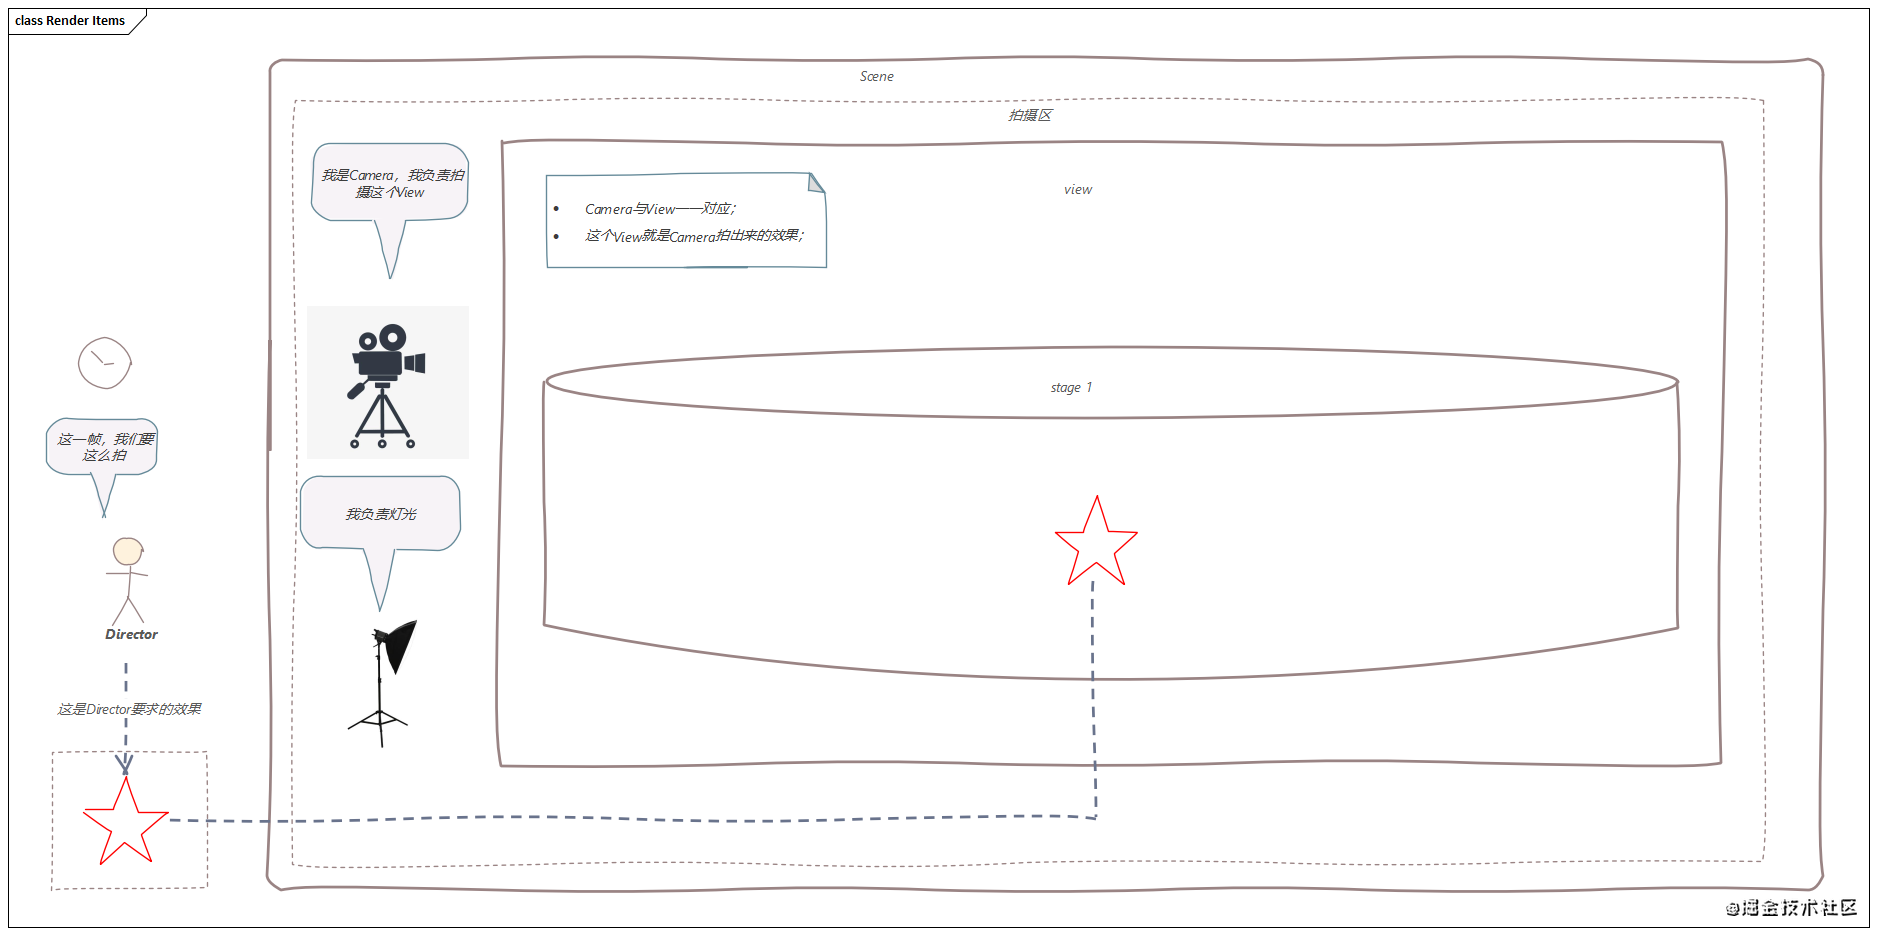 class Render Items
Scene
拍摄区
我是Camera，我负责拍
摄这个View
view
• Camera与View一一对应；
• 这个View就是Camera拍出来的效果；
stage 1
这一帧，我们要
这么拍
我负责灯光
Director
这是Director要求的效果
@掘金技术社区